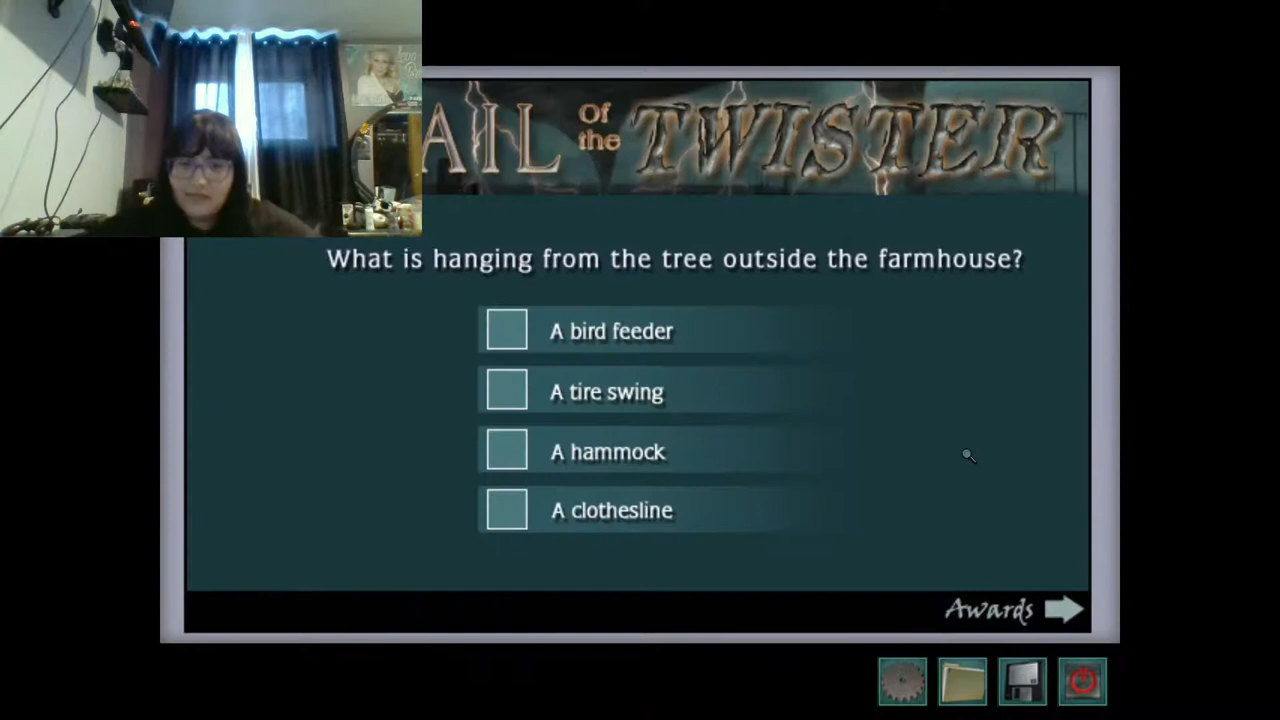 AIL Of the TWISTER
What is hanging from the tree outside the farmhouse?
A bird feeder
A tire swing
A hammock
A clothesline
Awards